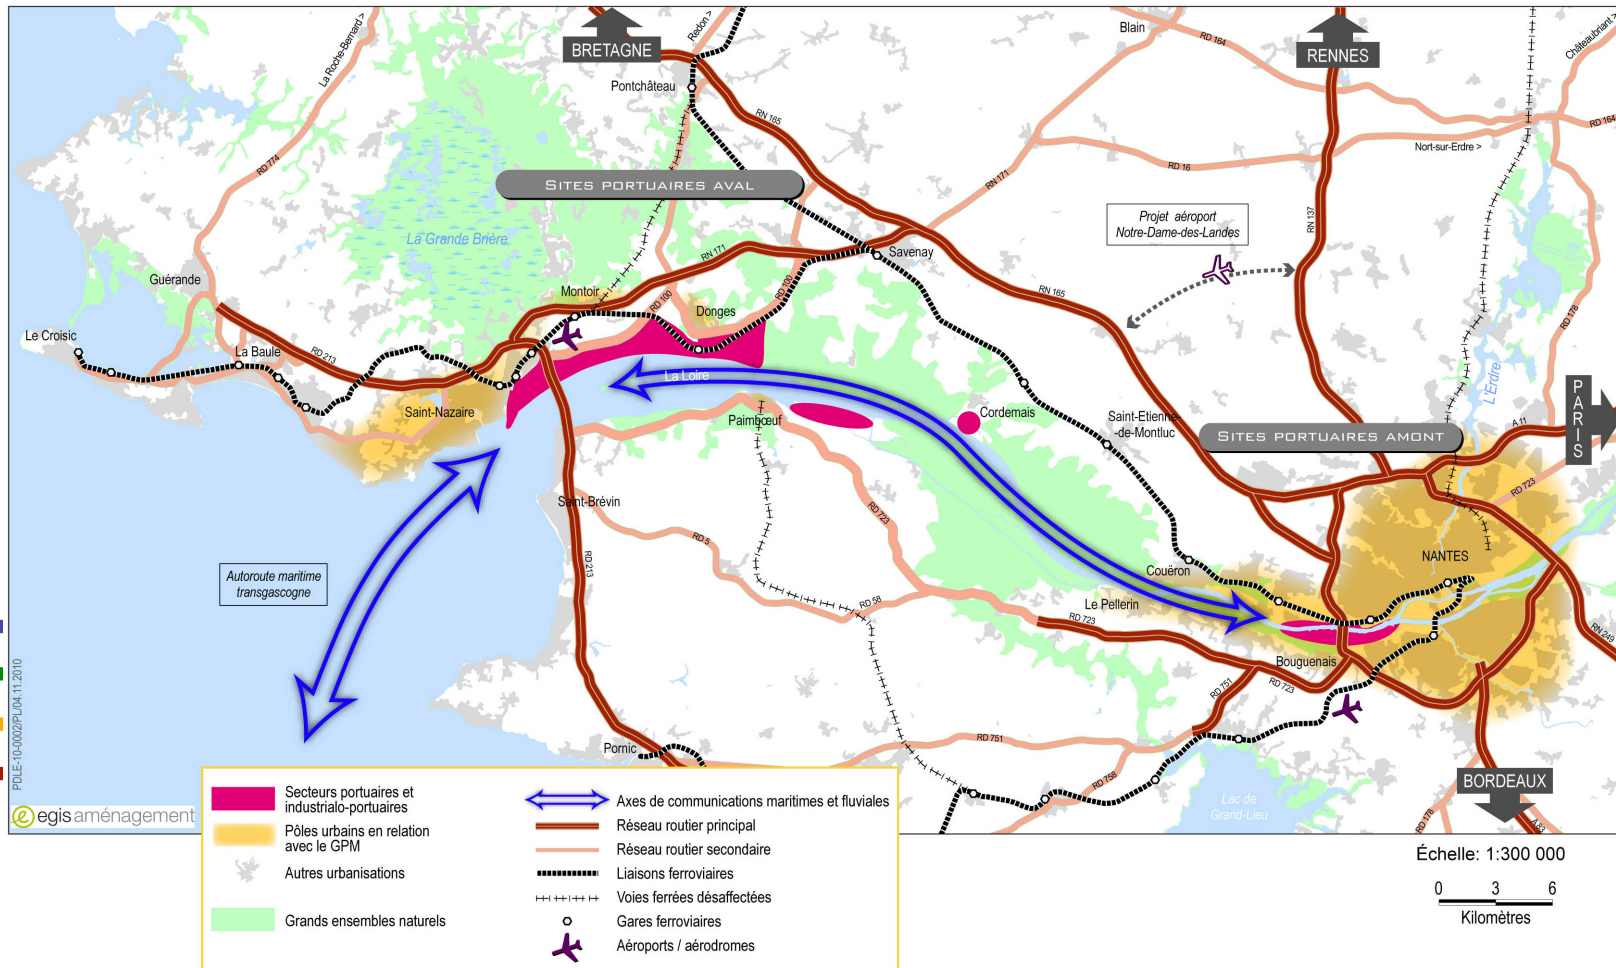 BRETAGNE
RENNES
Blain
Redon >
La Roche-Bernard >
Châteaubriant >
RD 164
RD 164
Pontchâteau
RN 165
Nort-sur-Erdre >
RD 16
RD 774
RN 171
SITES PORTUAIRES AVAL
Projet aéroport
Notre-Dame-des-Landes
RN 137
La Grande Brière
RN 171
Savenay
Guérande
Montoir
RD 100
RD 100
RN 165
Donges
RD 178
Le Croisic
La Baule
RD 213
L'Erdre
PARIS
La Loire
Saint-Nazaire
Paimbœuf
Cordemais
Saint-Etienne-
-de-Montluc
A 11
SITES PORTUAIRES AMONT
RD 723
Saint-Brévin
RD 723
RD 5
NANTES
Autoroute maritime
transgascogne
RD 213
Couëron
Le Pellerin
RD 58
RD 723
RN 249
Bouguenais
RD 751
RD 723
Pornic
RD 751
RD 758
Lac de
Grand-Lieu
BORDEAUX
RD 178
A 83
PDLE-10-0002/PL/04.11.2010
egis aménagement
Secteurs portuaires et
industrialo-portuaires
Pôles urbains en relation
avec le GPM
Autres urbanisations
Grands ensembles naturels
Axes de communications maritimes et fluviales
Réseau routier principal
Réseau routier secondaire
Liaisons ferroviaires
Voies ferrées désaffectées
Gares ferroviaires
Aéroports / aérodromes
Échelle: 1:300 000
0 3 6
Kilomètres